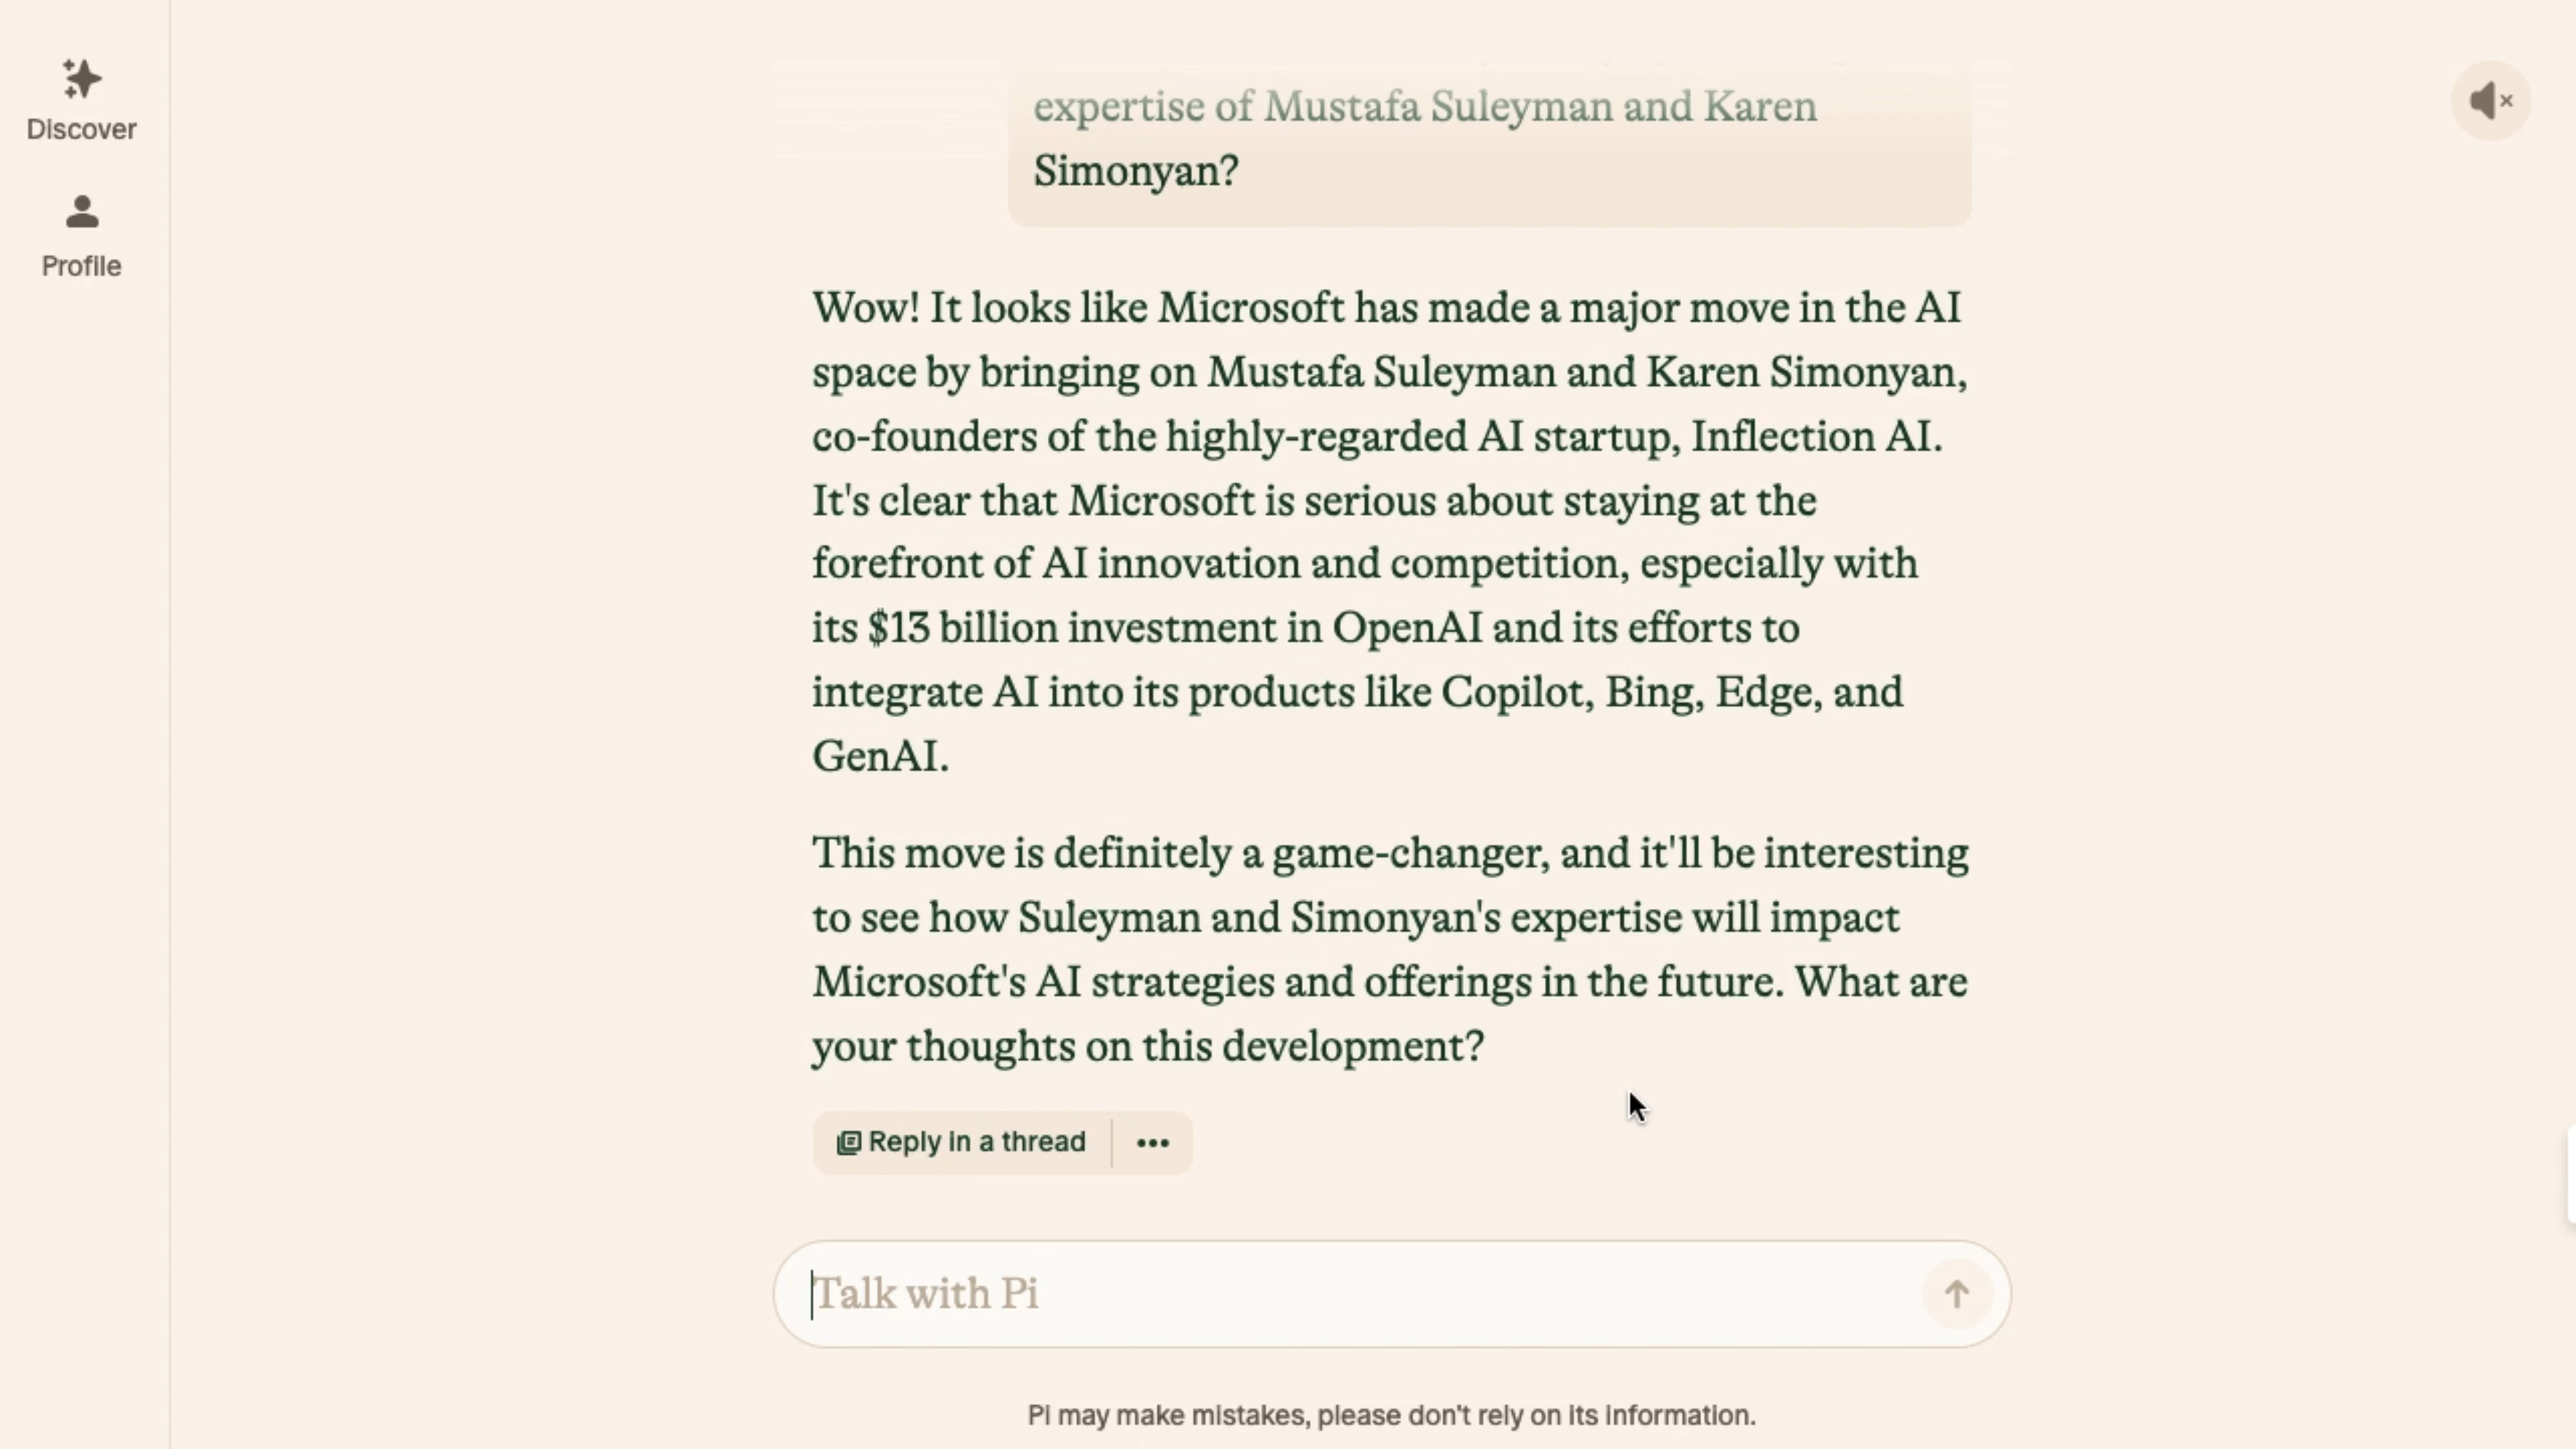 Discover
Profile
expertise of Mustafa Suleyman and Karen
Simonyan?
Wow! It looks like Microsoft has made a major move in the AI
space by bringing on Mustafa Suleyman and Karen Simonyan,
co-founders of the highly-regarded AI startup, Inflection AI.
It's clear that Microsoft is serious about staying at the
forefront of AI innovation and competition, especially with
its $13 billion investment in OpenAI and its efforts to
integrate AI into its products like Copilot, Bing, Edge, and
GenAI.
This move is definitely a game-changer, and it'll be interesting
to see how Suleyman and Simonyan's expertise will impact
Microsoft's AI strategies and offerings in the future. What are
your thoughts on this development?
Reply in a thread
Talk with Pi
Pi may make mistakes, please don't rely on its information.